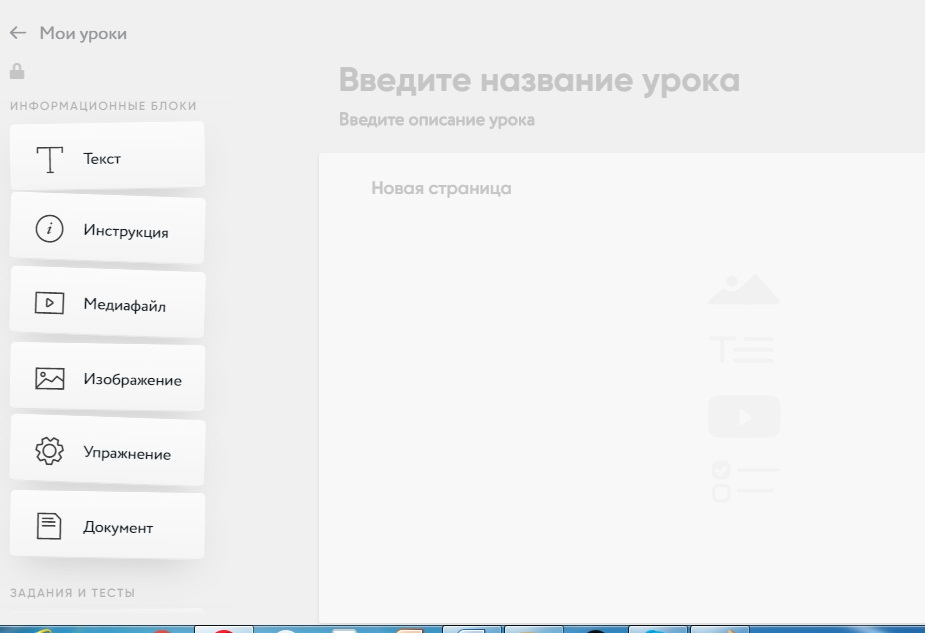 Мои уроки
ИНФОРМАЦИОННЫЕ БЛОКИ
Текст
Инструкция
Медиафайл
Изображение
Упражнение
Документ
ЗАДАНИЯ И ТЕСТЫ
Введите название урока
Введите описание урока
Новая страница